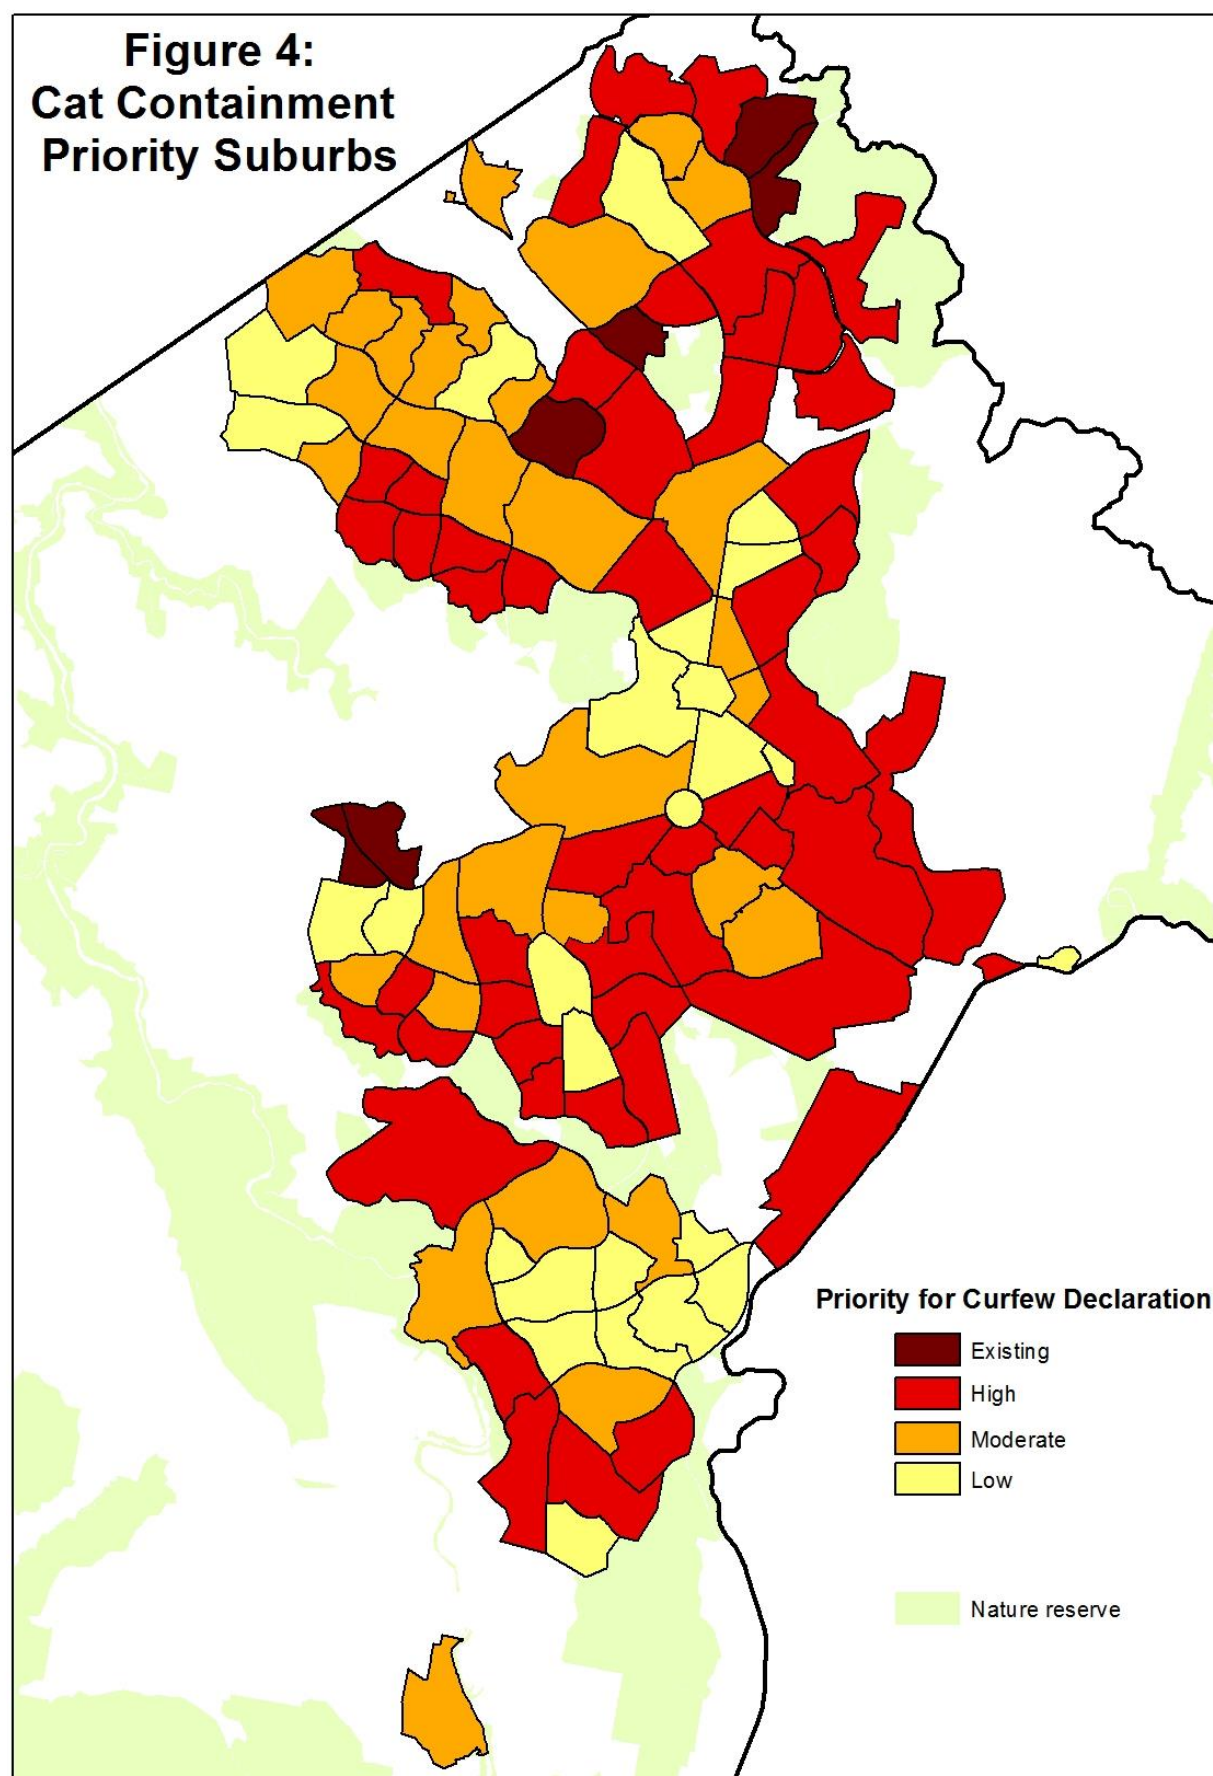 Figure 4:
Cat Containment
Priority Suburbs
Priority for Curfew Declaration
Existing
High
Moderate
Low
Nature reserve